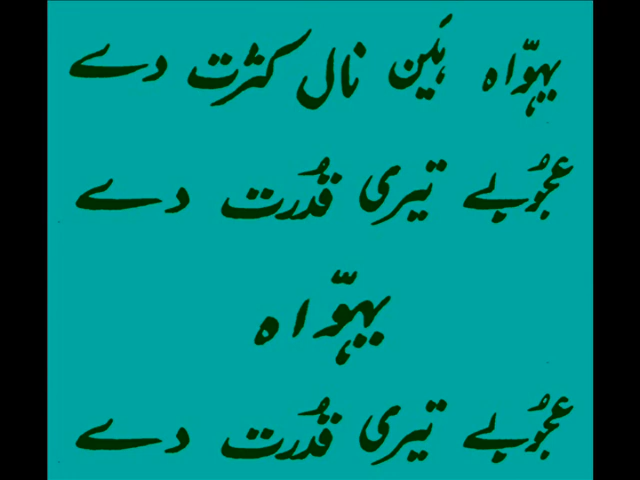 یہوّاہ ہَین نال کثرت دے
عجُوبے تیری قدُرت دے
یہوّاہ
عجُوبے تیری قدُرت دے